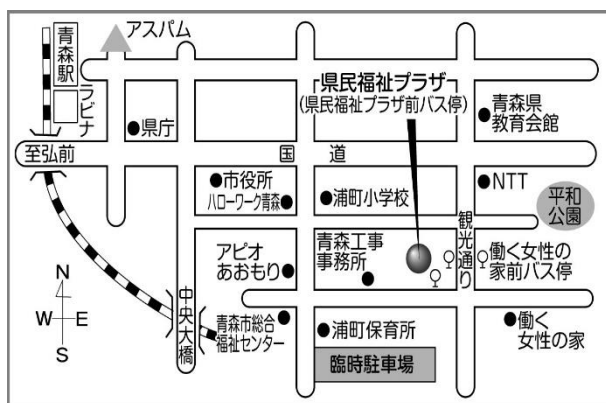 アスパム
青森駅
ラビナ
県庁
県民福祉プラザ
(県民福祉プラザ前バス停)
青森県
教育会館
至弘前
国道
市役所
ハローワーク青森
浦町小学校
NTT
平和
公園
観光通り
アピオ
あおもり
青森工事
事務所
働く女性の
家前バス停
N
W E
S
中央大橋
青森市総合
福祉センター
浦町保育所
働く
女性の家
臨時駐車場